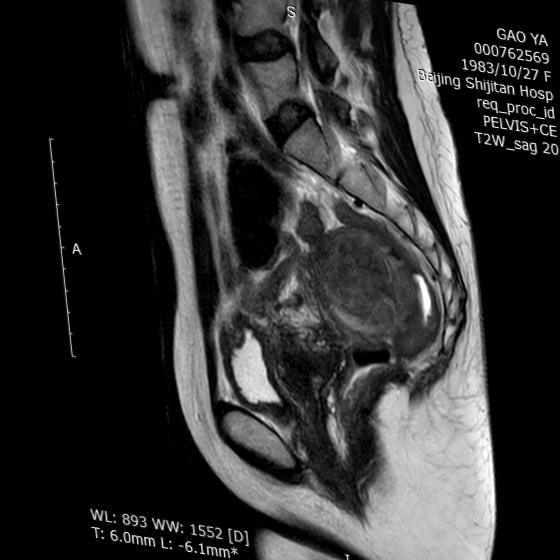 S
GAO YA
000762569
1983/10/27 F
Beijing Shijitan Hosp
req_proc_id
PELVIS+CE
T2W_sag 20
A
WL: 893 WW: 1552 [D]
T: 6.0mm L: -6.1mm*